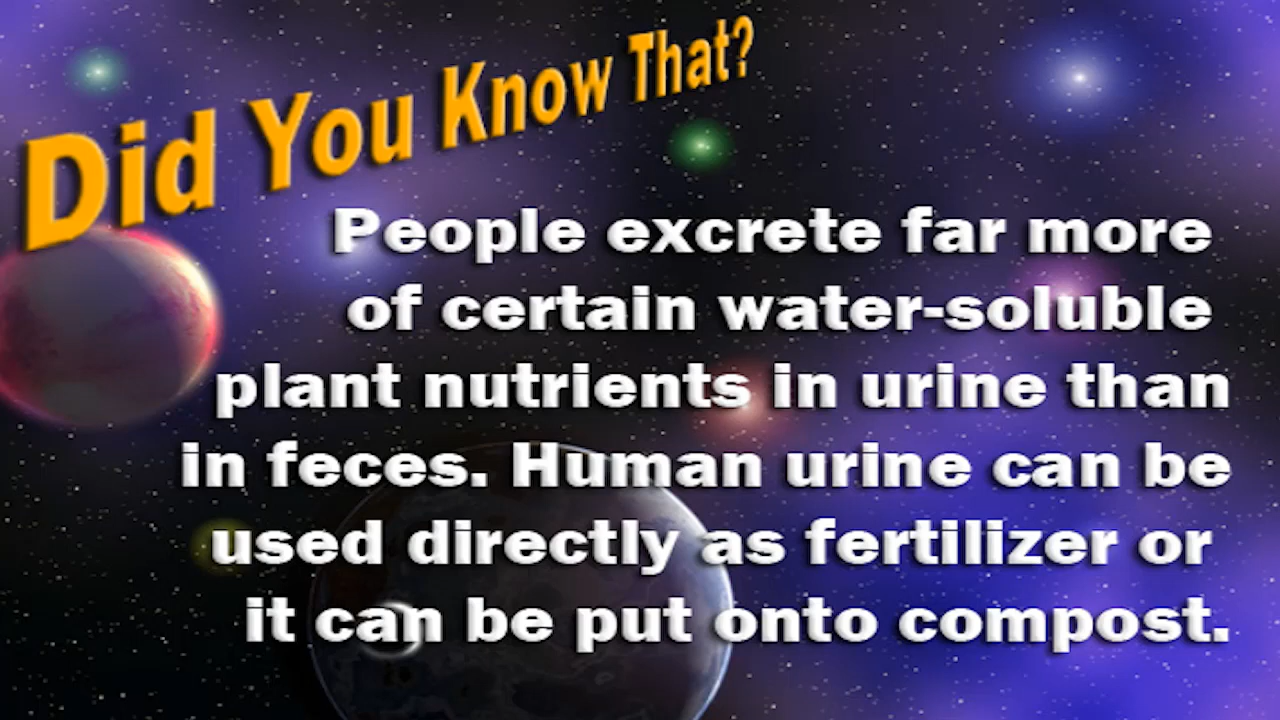 Did You Know That?
People excrete far more
of certain water-soluble
plant nutrients in urine than
in feces. Human urine can be
used directly as fertilizer or
it can be put onto compost.